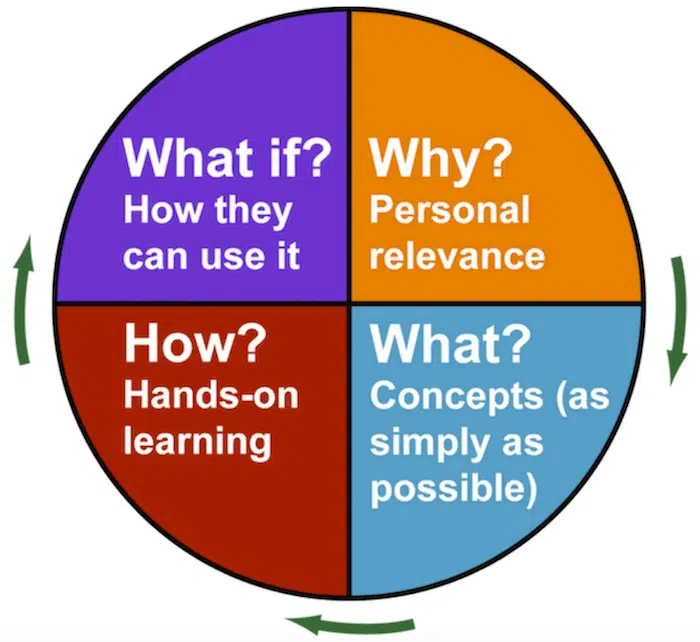 What if?
How they
can use it
Why?
Personal
relevance
How?
Hands-on
learning
What?
Concepts (as
simply as
possible)